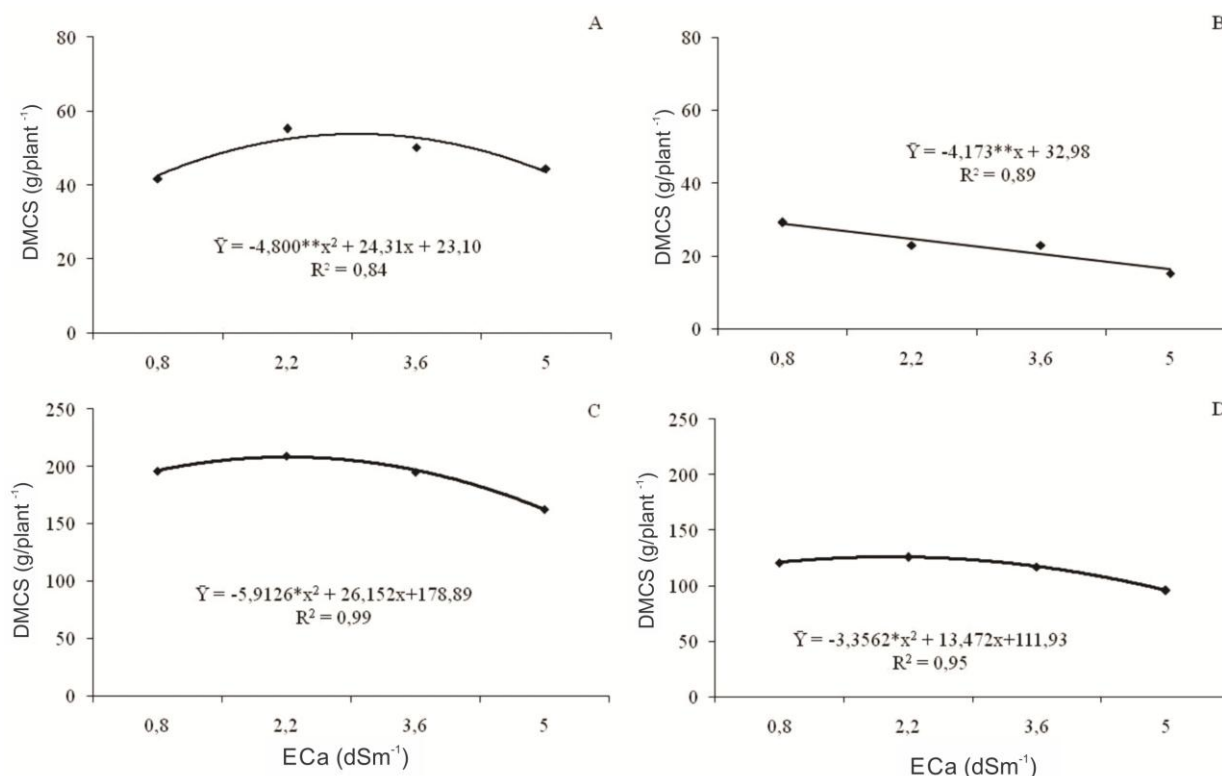 A
80
60
40
20
0
DMCS (g/plant -1)
Ȳ = -4,800**x² + 24,31x + 23,10
R² = 0,84
0,8 2,2 3,6 5
B
80
60
40
20
0
DMCS (g/plant -1)
Ȳ = -4,173**x + 32,98
R² = 0,89
0,8 2,2 3,6 5
C
250
200
150
100
50
0
DMCS (g/plant -1)
Ȳ = -5,9126*x² + 26,152x+178,89
R² = 0,99
0,8 2,2 3,6 5
ECa (dSm-1)
D
250
200
150
100
50
0
DMCS (g/plant -1)
Ȳ = -3,3562*x² + 13,472x+111,93
R² = 0,95
0,8 2,2 3,6 5
ECa (dSm-1)